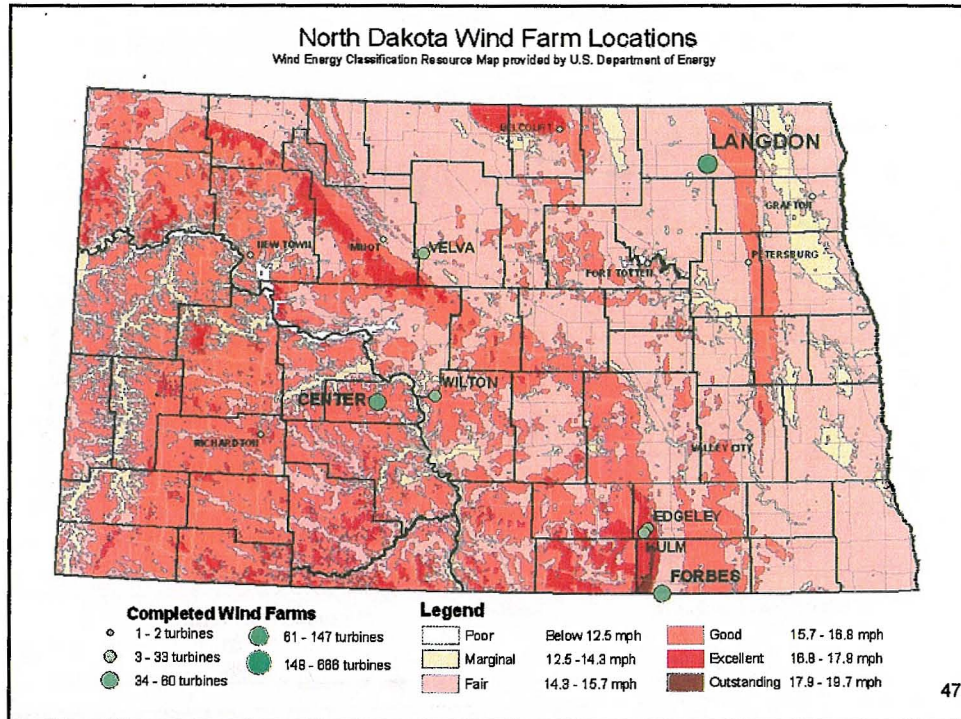 North Dakota Wind Farm Locations
Wind Energy Classification Resource Map provided by U.S. Department of Energy
BELCOURT
LANGDON
GRAFTON
NEW TOWN
MINOT
VELVA
FORT TOTTEN
PETERSBURG
CENTER
WILTON
RICHARDTON
VALLEY CITY
EDGELEY
KULM
FORBES
Completed Wind Farms
1 - 2 turbines
3 - 33 turbines
34 - 60 turbines
61 - 147 turbines
148 - 666 turbines
Legend
Poor Below 12.5 mph
Marginal 12.5 - 14.3 mph
Fair 14.3 - 15.7 mph
Good 15.7 - 16.8 mph
Excellent 16.8 - 17.9 mph
Outstanding 17.9 - 19.7 mph
47